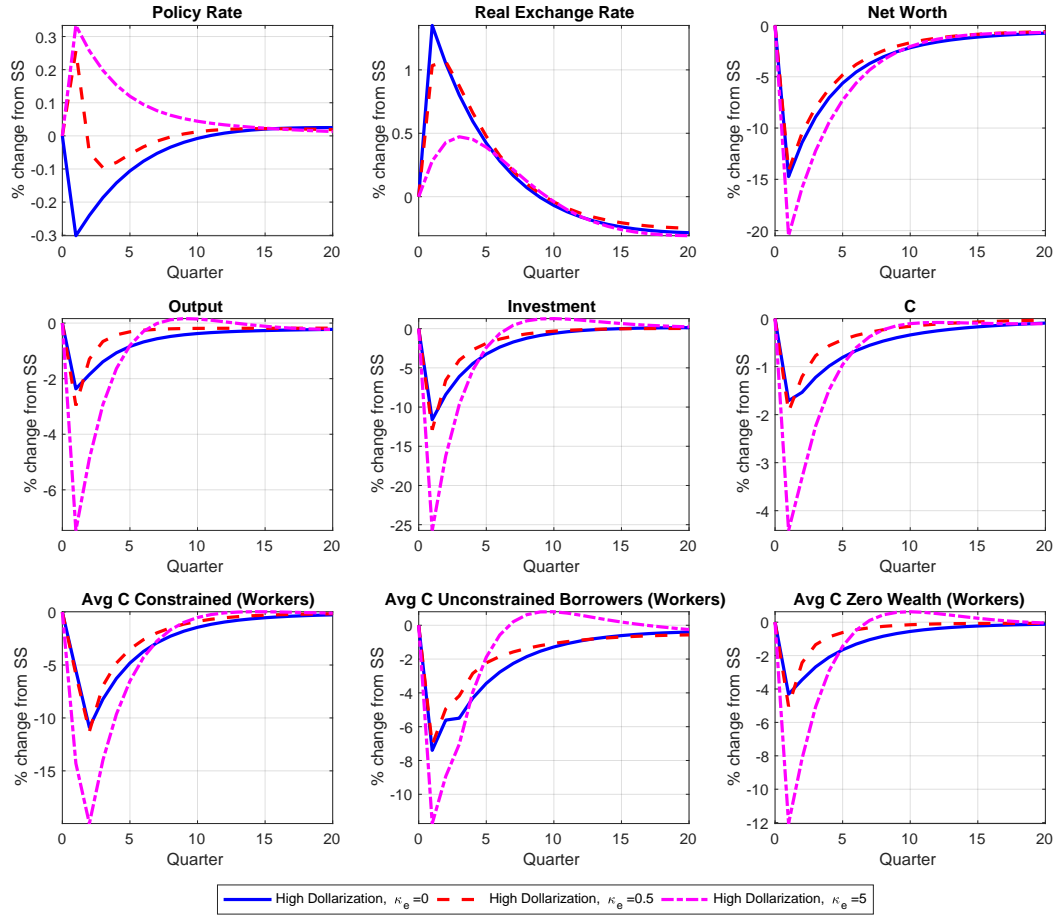 Policy Rate
% change from SS
0.3
0.2
0.1
0
-0.1
-0.2
-0.3
0 5 10 15 20
Quarter
Real Exchange Rate
% change from SS
1
0.5
0
0 5 10 15 20
Quarter
Net Worth
% change from SS
0
-5
-10
-15
-20
0 5 10 15 20
Quarter
Output
% change from SS
0
-2
-4
-6
0 5 10 15 20
Quarter
Investment
% change from SS
0
-5
-10
-15
-20
-25
0 5 10 15 20
Quarter
C
% change from SS
0
-1
-2
-3
-4
0 5 10 15 20
Quarter
Avg C Constrained (Workers)
% change from SS
0
-5
-10
-15
0 5 10 15 20
Quarter
Avg C Unconstrained Borrowers (Workers)
% change from SS
0
-2
-4
-6
-8
-10
0 5 10 15 20
Quarter
Avg C Zero Wealth (Workers)
% change from SS
0
-2
-4
-6
-8
-10
-12
0 5 10 15 20
Quarter
High Dollarization, κ_e=0 High Dollarization, κ_e=0.5 High Dollarization, κ_e=5